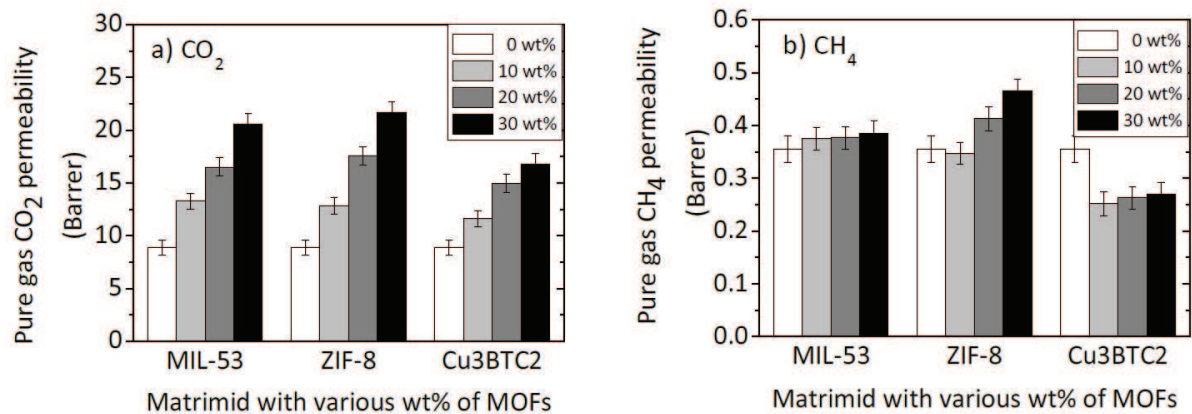 a) CO2
0 wt%
10 wt%
20 wt%
30 wt%
Pure gas CO2 permeability
(Barrer)
30
25
20
15
10
5
0
MIL-53 ZIF-8 Cu3BTC2
Matrimid with various wt% of MOFs
b) CH4
0 wt%
10 wt%
20 wt%
30 wt%
Pure gas CH4 permeability
(Barrer)
0.6
0.5
0.4
0.3
0.2
0.1
0.0
MIL-53 ZIF-8 Cu3BTC2
Matrimid with various wt% of MOFs